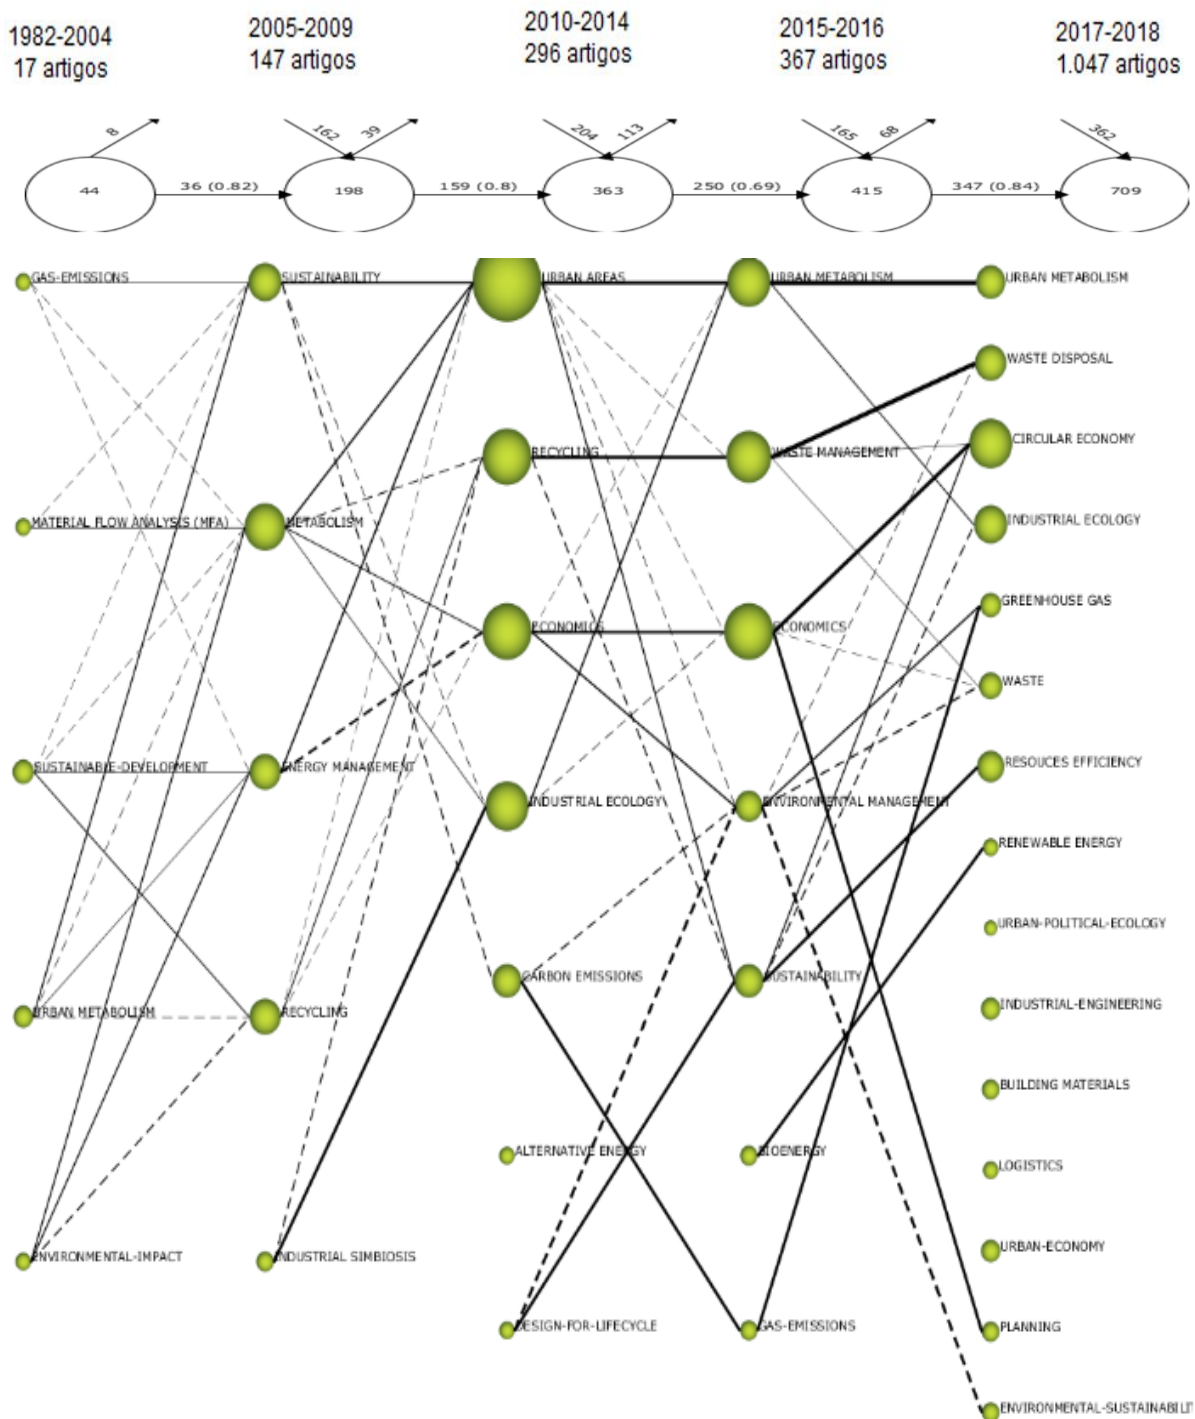 1982-2004
17 artigos
2005-2009
147 artigos
2010-2014
296 artigos
2015-2016
367 artigos
2017-2018
1.047 artigos
8
162
39
204
113
165
68
362
44
36 (0.82)
198
159 (0.8)
363
250 (0.69)
415
347 (0.84)
709
GAS-EMISSIONS
MATERIAL FLOW ANALYSIS (MFA)
SUSTAINABLE-DEVELOPMENT
URBAN METABOLISM
ENVIRONMENTAL-IMPACT
SUSTAINABILITY
METABOLISM
ENERGY MANAGEMENT
RECYCLING
INDUSTRIAL SIMBIOSIS
URBAN AREAS
RECYCLING
ECONOMICS
INDUSTRIAL ECOLOGY
CARBON EMISSIONS
ALTERNATIVE ENERGY
DESIGN-FOR-LIFECYCLE
URBAN METABOLISM
WASTE MANAGEMENT
ECONOMICS
ENVIRONMENTAL MANAGEMENT
SUSTAINABILITY
BIOENERGY
GAS-EMISSIONS
URBAN METABOLISM
WASTE DISPOSAL
CIRCULAR ECONOMY
INDUSTRIAL ECOLOGY
GREENHOUSE GAS
WASTE
RESOUCES EFFICIENCY
RENEWABLE ENERGY
URBAN-POLITICAL-ECOLOGY
INDUSTRIAL-ENGINEERING
BUILDING MATERIALS
LOGISTICS
URBAN-ECONOMY
PLANNING
ENVIRONMENTAL-SUSTAINABILIT